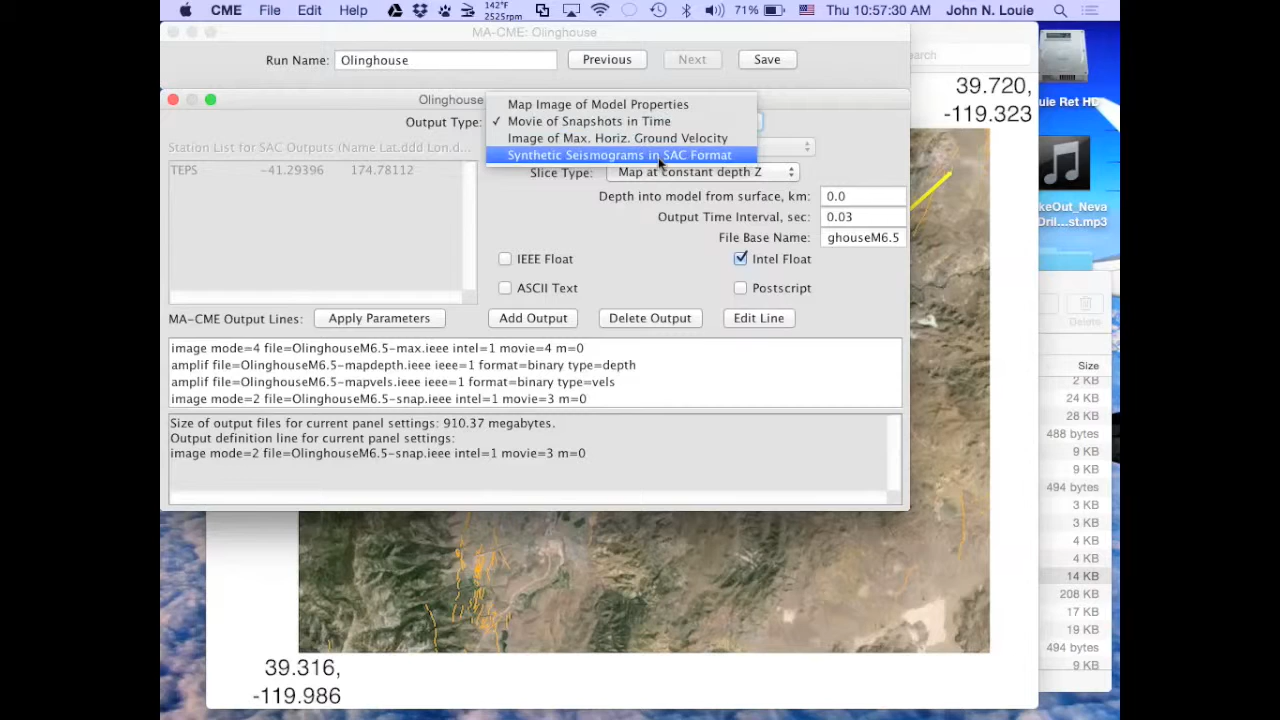 CME File Edit Help
142°F
2525rpm
71% Thu 10:57:30 AM John N. Louie
MA-CME: Olinghouse
Run Name: Olinghouse Previous Next Save
Olinghouse
Output Type:
Map Image of Model Properties
✓ Movie of Snapshots in Time
Image of Max. Horiz. Ground Velocity
Synthetic Seismograms in SAC Format
Station List for SAC Outputs (Name Lat.ddd Lon.d...
TEPS -41.29396 174.78112
Slice Type: Map at constant depth Z
Depth into model from surface, km: 0.0
Output Time Interval, sec: 0.03
File Base Name: ghouseM6.5
IEEE Float Intel Float
ASCII Text Postscript
MA-CME Output Lines: Apply Parameters Add Output Delete Output Edit Line
image mode=4 file=OlinghouseM6.5-max.ieee intel=1 movie=4 m=0
amplif file=OlinghouseM6.5-mapdepth.ieee ieee=1 format=binary type=depth
amplif file=OlinghouseM6.5-mapvels.ieee ieee=1 format=binary type=vels
image mode=2 file=OlinghouseM6.5-snap.ieee intel=1 movie=3 m=0
Size of output files for current panel settings: 910.37 megabytes.
Output definition line for current panel settings:
image mode=2 file=OlinghouseM6.5-snap.ieee intel=1 movie=3 m=0
39.720,
-119.323
39.316,
-119.986
earch
uie Ret HD
keOut_Neva
Dril...st.mp3
Delete
Size
2 KB
24 KB
28 KB
488 bytes
9 KB
9 KB
494 bytes
3 KB
3 KB
4 KB
4 KB
14 KB
208 KB
17 KB
19 KB
494 bytes
9 KB